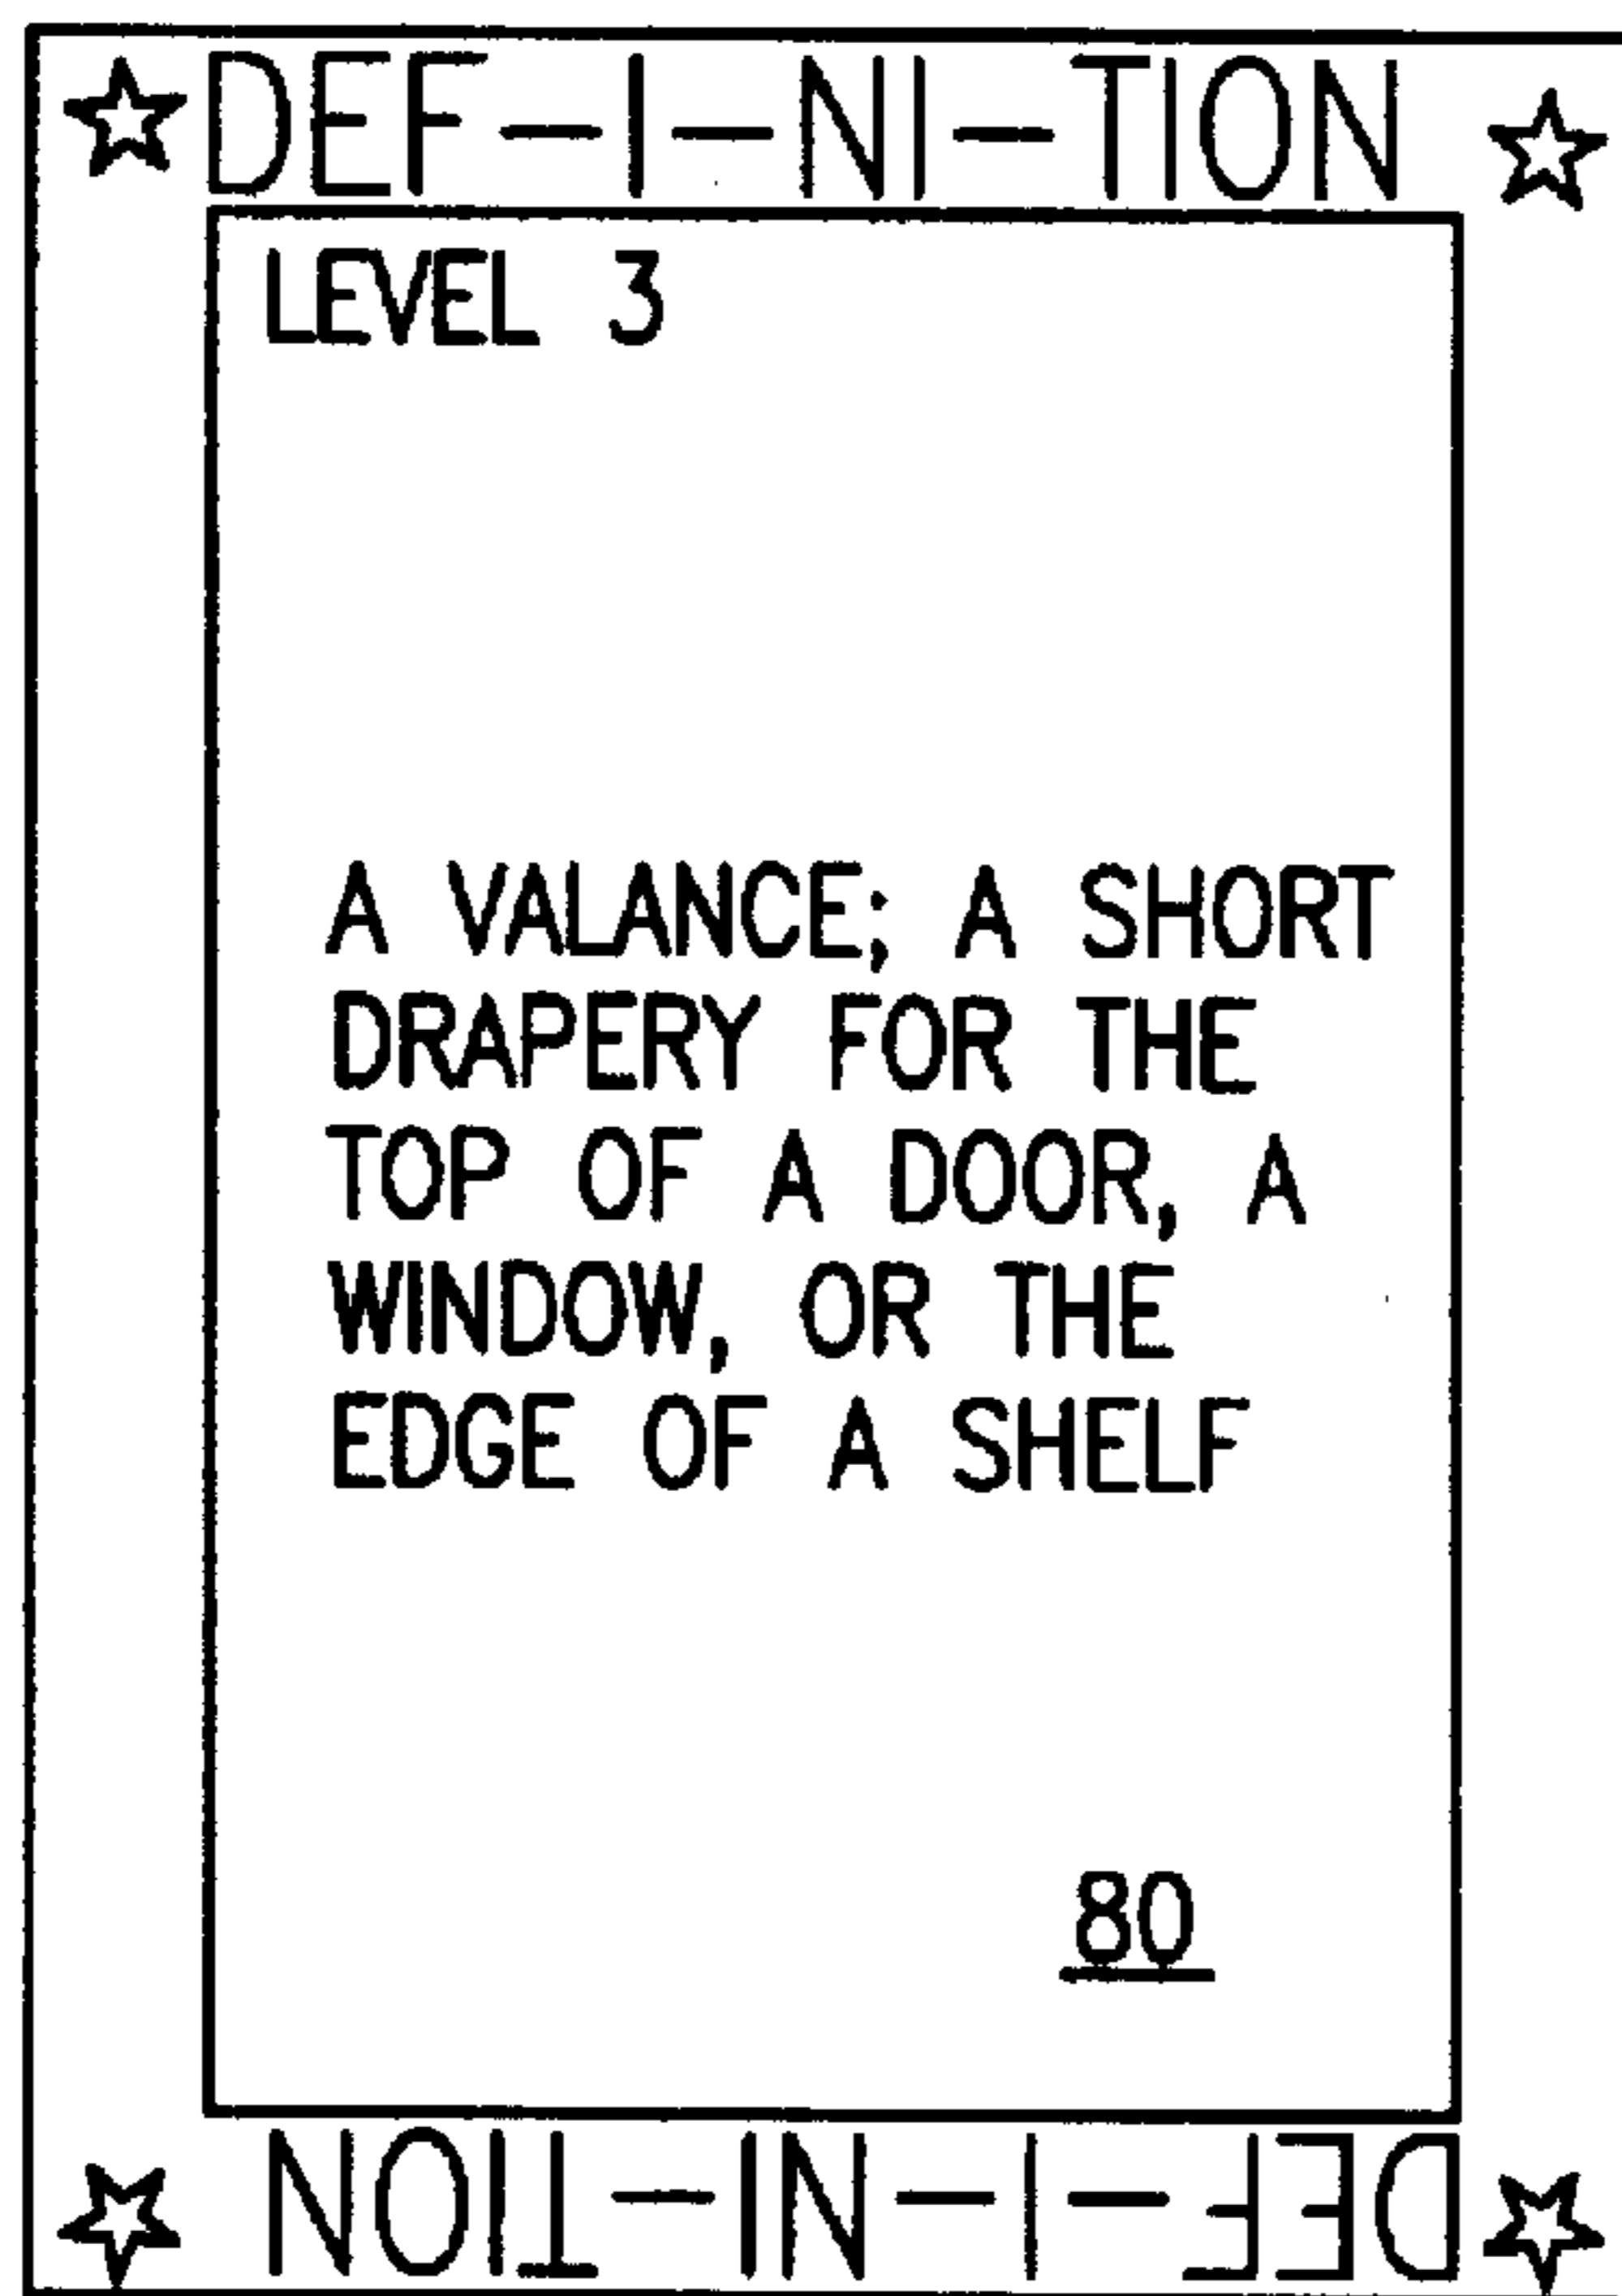 DEF-I-NI-TION
LEVEL 3
A VALANCE; A SHORT
DRAPERY FOR THE
TOP OF A DOOR, A
WINDOW, OR THE
EDGE OF A SHELF
80
DEF-I-NI-TION